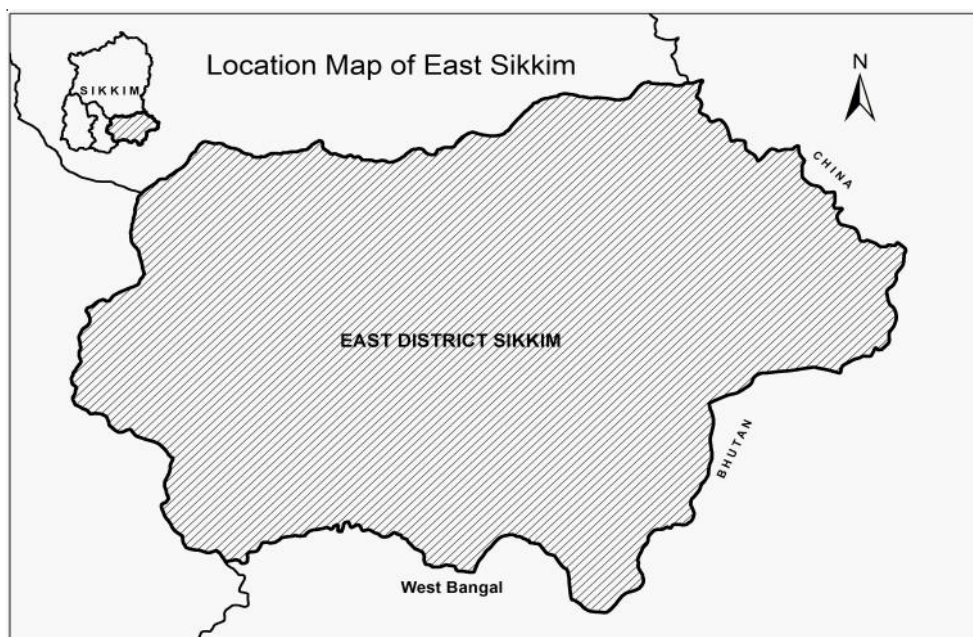 Location Map of East Sikkim
SIKKIM
N
CHINA
EAST DISTRICT SIKKIM
BHUTAN
West Bangal